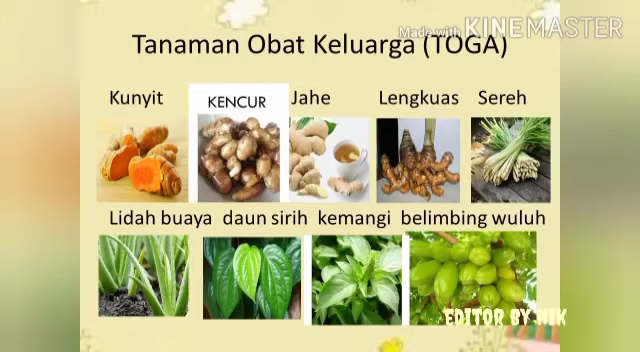 Made with KINEMASTER
Tanaman Obat Keluarga (TOGA)
Kunyit KENCUR Jahe Lengkuas Sereh
Lidah buaya daun sirih kemangi belimbing wuluh
EDITOR BY NIK